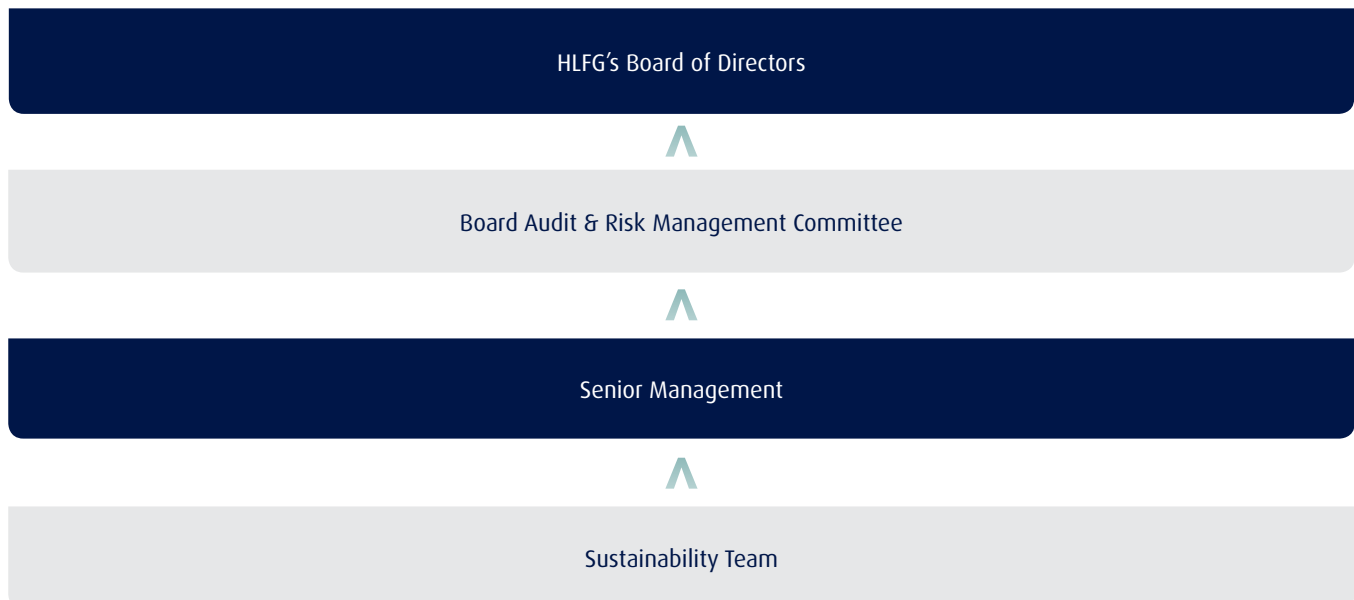 HLFG’s Board of Directors
Board Audit & Risk Management Committee
Senior Management
Sustainability Team